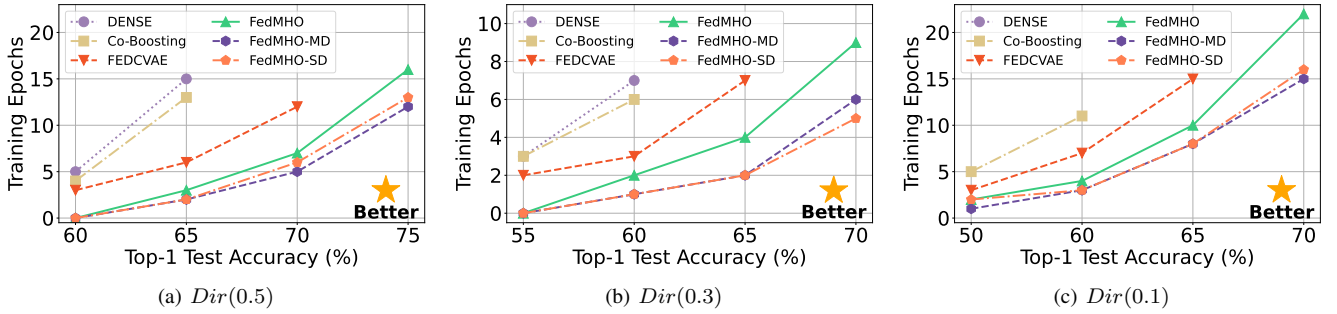 Training Epochs
20
15
10
5
0
DENSE
Co-Boosting
FEDCVAE
FedMHO
FedMHO-MD
FedMHO-SD
Better
60 65 70 75
Top-1 Test Accuracy (%)
(a) Dir(0.5)
Training Epochs
10
8
6
4
2
0
DENSE
Co-Boosting
FEDCVAE
FedMHO
FedMHO-MD
FedMHO-SD
Better
55 60 65 70
Top-1 Test Accuracy (%)
(b) Dir(0.3)
Training Epochs
20
15
10
5
0
DENSE
Co-Boosting
FEDCVAE
FedMHO
FedMHO-MD
FedMHO-SD
Better
50 60 65 70
Top-1 Test Accuracy (%)
(c) Dir(0.1)